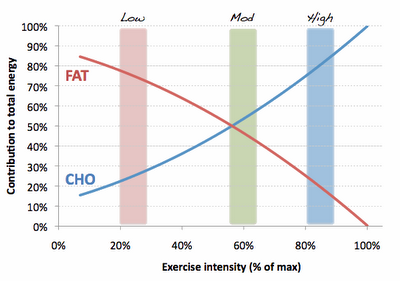 Low Mod High
100%
90%
80%
70%
60%
50%
40%
30%
20%
10%
0%
Contribution to total energy
FAT
CHO
0% 20% 40% 60% 80% 100%
Exercise intensity (% of max)